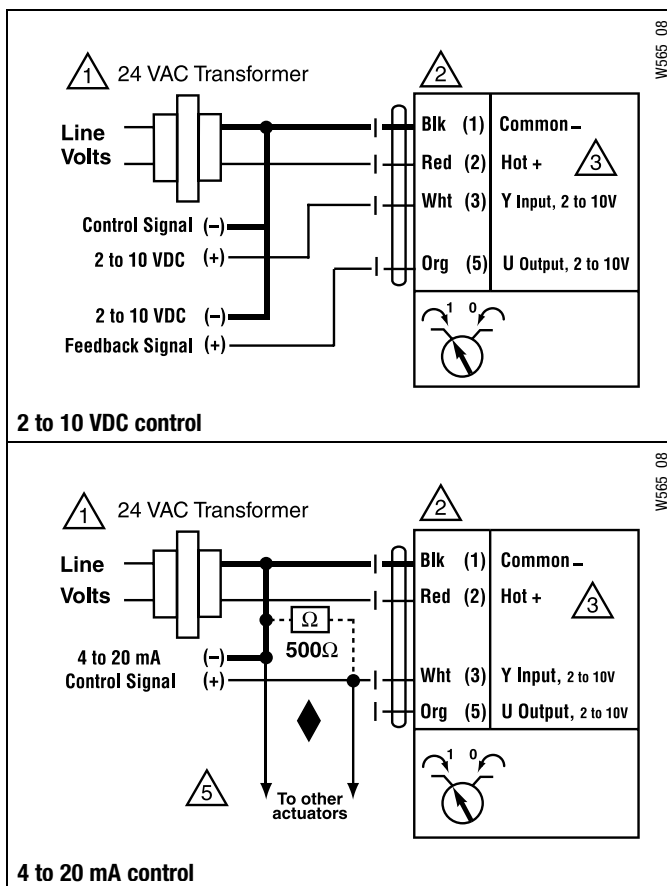 W565_08
1 24 VAC Transformer
2
Line
Volts
Blk (1) Common –
Red (2) Hot +
3
Wht (3) Y Input, 2 to 10V
Control Signal (–)
2 to 10 VDC (+)
Org (5) U Output, 2 to 10V
2 to 10 VDC (–)
Feedback Signal (+)
1 0
2 to 10 VDC control
W565_08
1 24 VAC Transformer
2
Line
Volts
Blk (1) Common –
Red (2) Hot +
3
Ω
500Ω
4 to 20 mA (–)
Control Signal (+)
Wht (3) Y Input, 2 to 10V
Org (5) U Output, 2 to 10V
1 0
5
To other
actuators
4 to 20 mA control